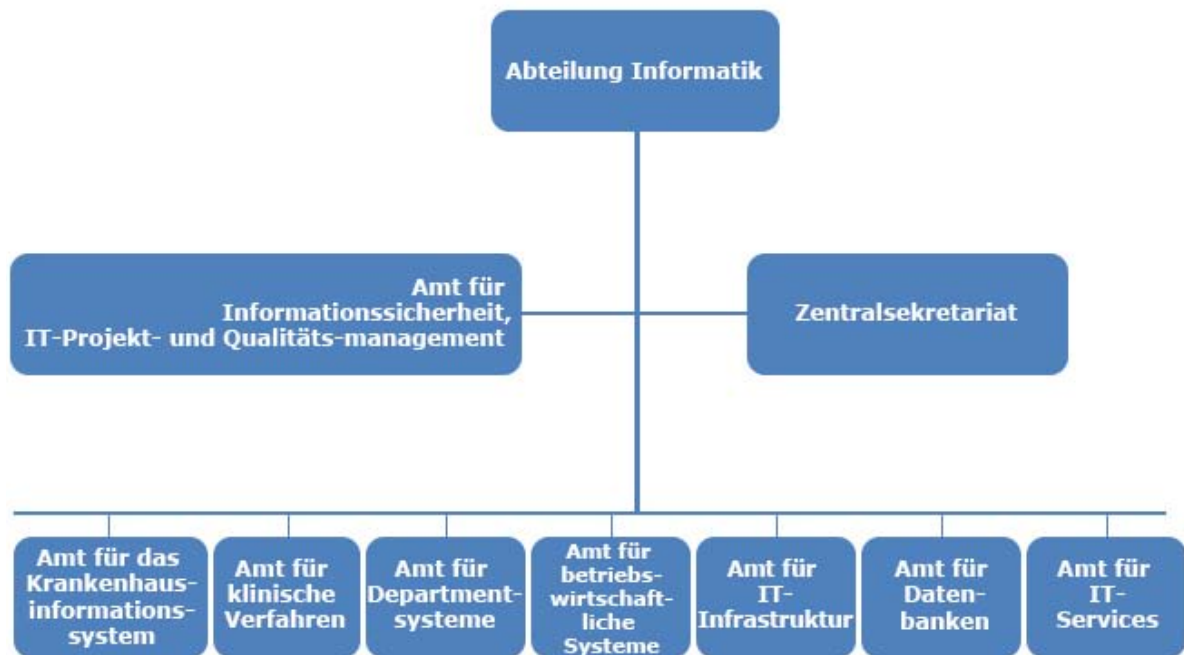 Abteilung Informatik
Amt für
Informationssicherheit,
IT-Projekt- und Qualitäts-management
Zentralsekretariat
Amt für das
Krankenhaus-
informations-
system
Amt für
klinische
Verfahren
Amt für
Department-
systeme
Amt für
betriebs-
wirtschaft-
liche
Systeme
Amt für
IT-
Infrastruktur
Amt für
Daten-
banken
Amt für
IT-
Services